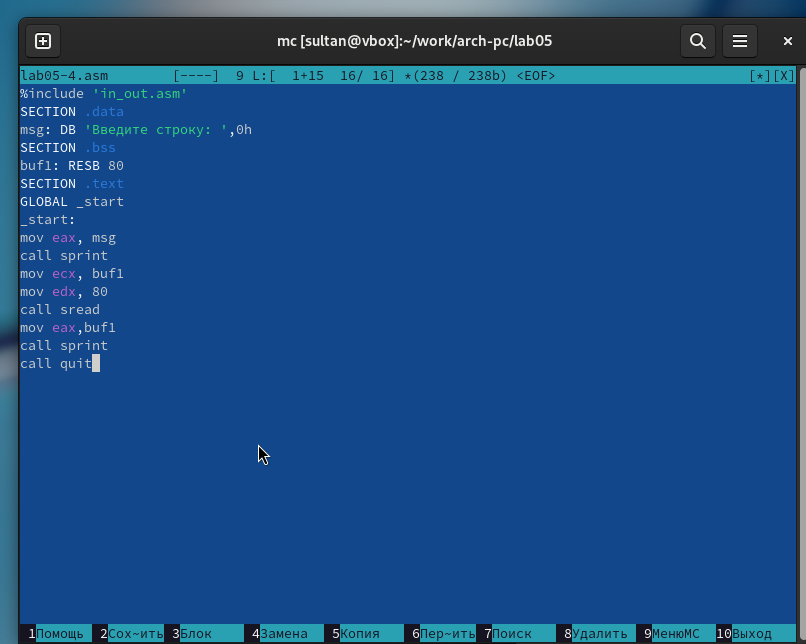 mc [sultan@vbox]:~/work/arch-pc/lab05
lab05-4.asm [----] 9 L:[ 1+15 16/ 16] *(238 / 238b) <EOF> [*][X]
%include 'in_out.asm'
SECTION .data
msg: DB 'Введите строку: ',0h
SECTION .bss
buf1: RESB 80
SECTION .text
GLOBAL _start
_start:
mov eax, msg
call sprint
mov ecx, buf1
mov edx, 80
call sread
mov eax,buf1
call sprint
call quit
1Помощь 2Сох~ить 3Блок 4Замена 5Копия 6Пер~ить 7Поиск 8Удалить 9МенюMC 10Выход